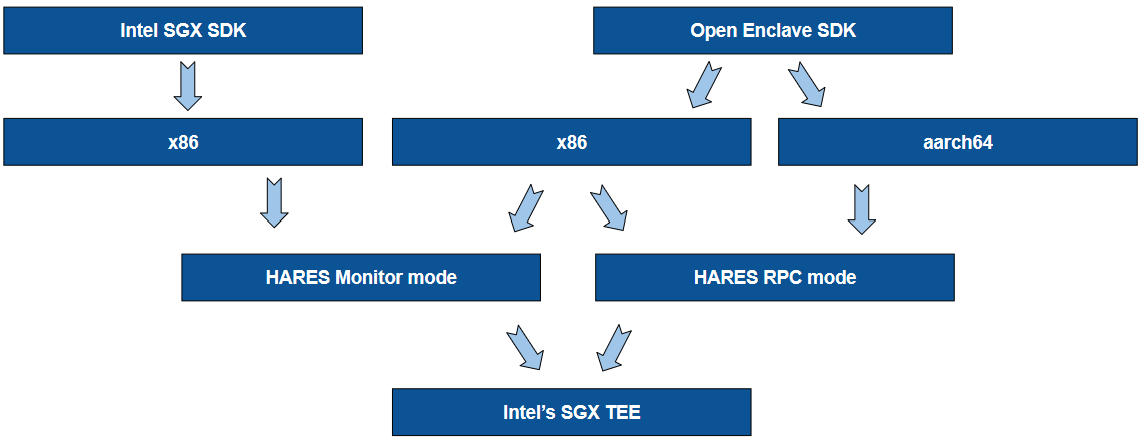 Intel SGX SDK
Open Enclave SDK
x86
x86
aarch64
HARES Monitor mode
HARES RPC mode
Intel’s SGX TEE